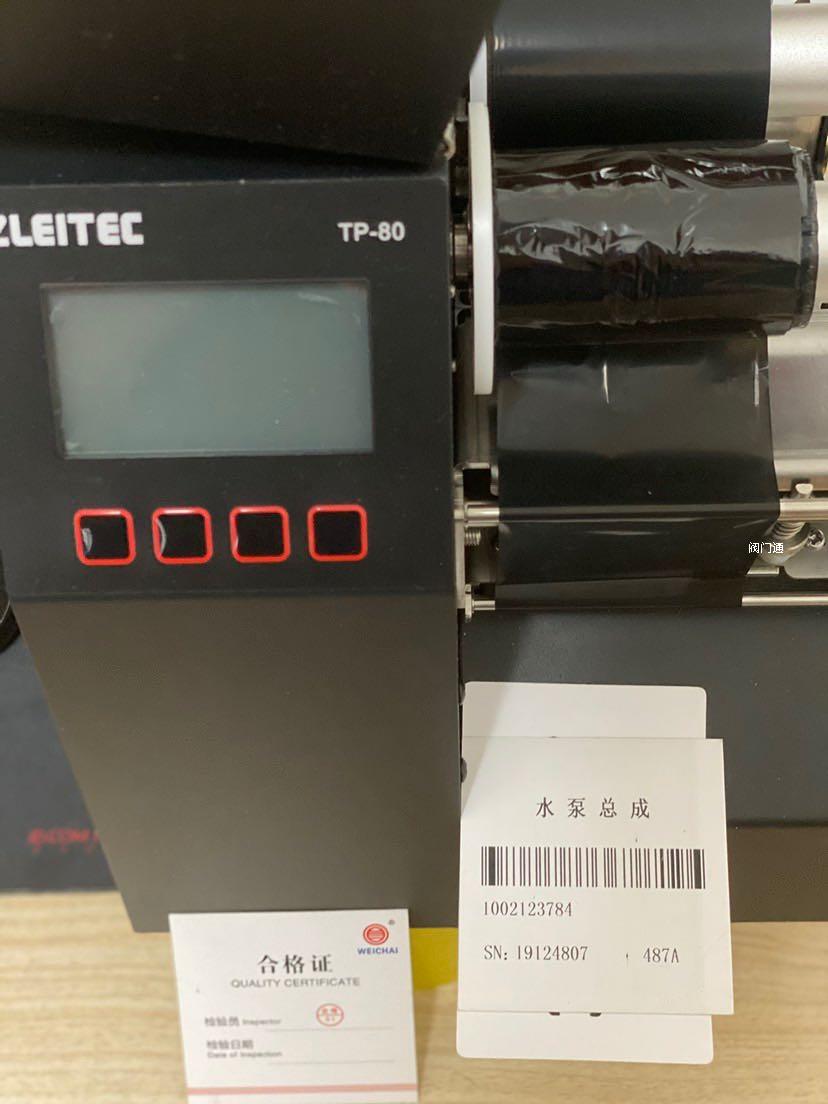 ZLEITEC
TP-80
阀门通
水泵总成
1002123784
SN: 19124807 487A
WEICHAI
合格证
QUALITY CERTIFICATE
检验员 Inspector
检验日期
Date of Inspection